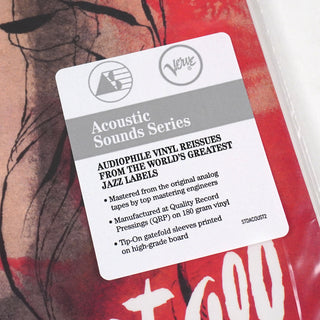 Verve
Acoustic
Sounds Series
AUDIOPHILE VINYL REISSUES
FROM THE WORLD'S GREATEST
JAZZ LABELS
• Mastered from the original analog
tapes by top mastering engineers
• Manufactured at Quality Record
Pressings (QRP) on 180 gram vinyl
• Tip-On gatefold sleeves printed
on high-grade board